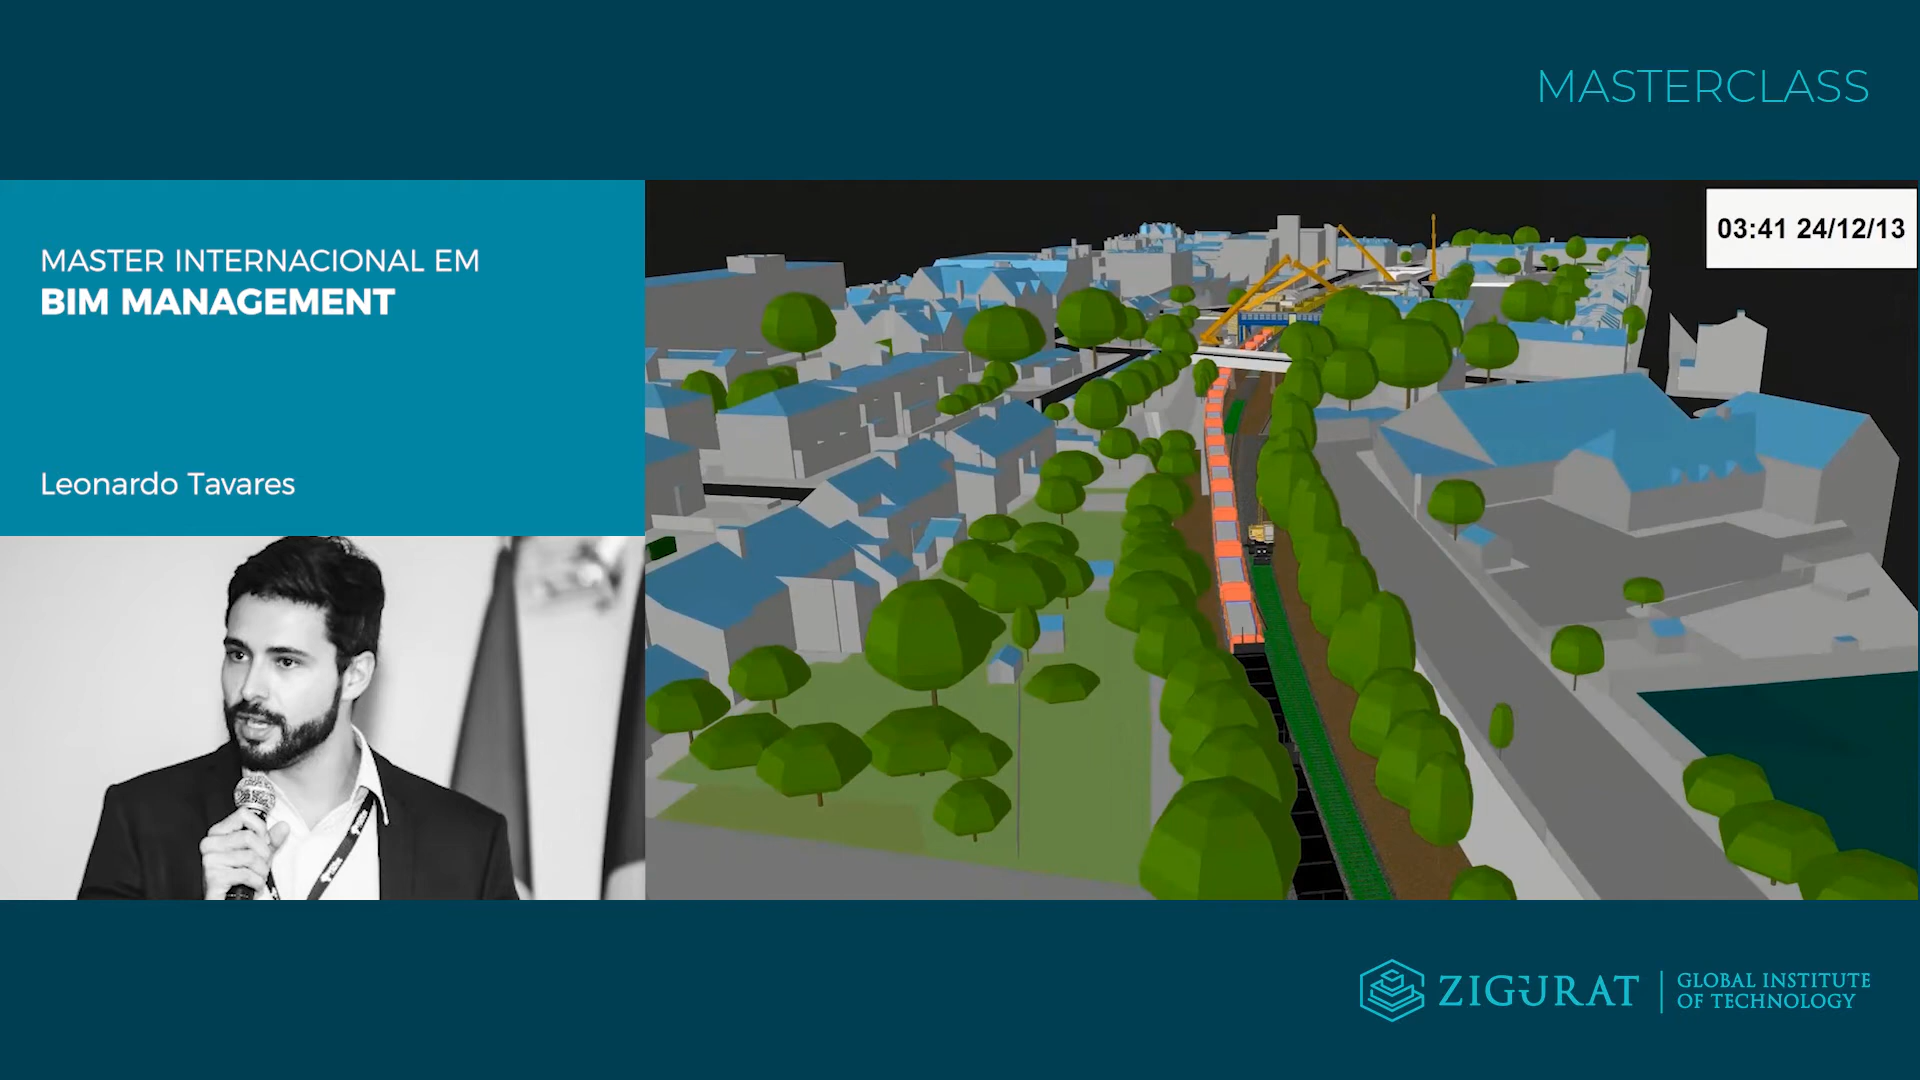 MASTERCLASS
MASTER INTERNACIONAL EM
BIM MANAGEMENT
Leonardo Tavares
03:41 24/12/13
ZIGURAT
GLOBAL INSTITUTE
OF TECHNOLOGY